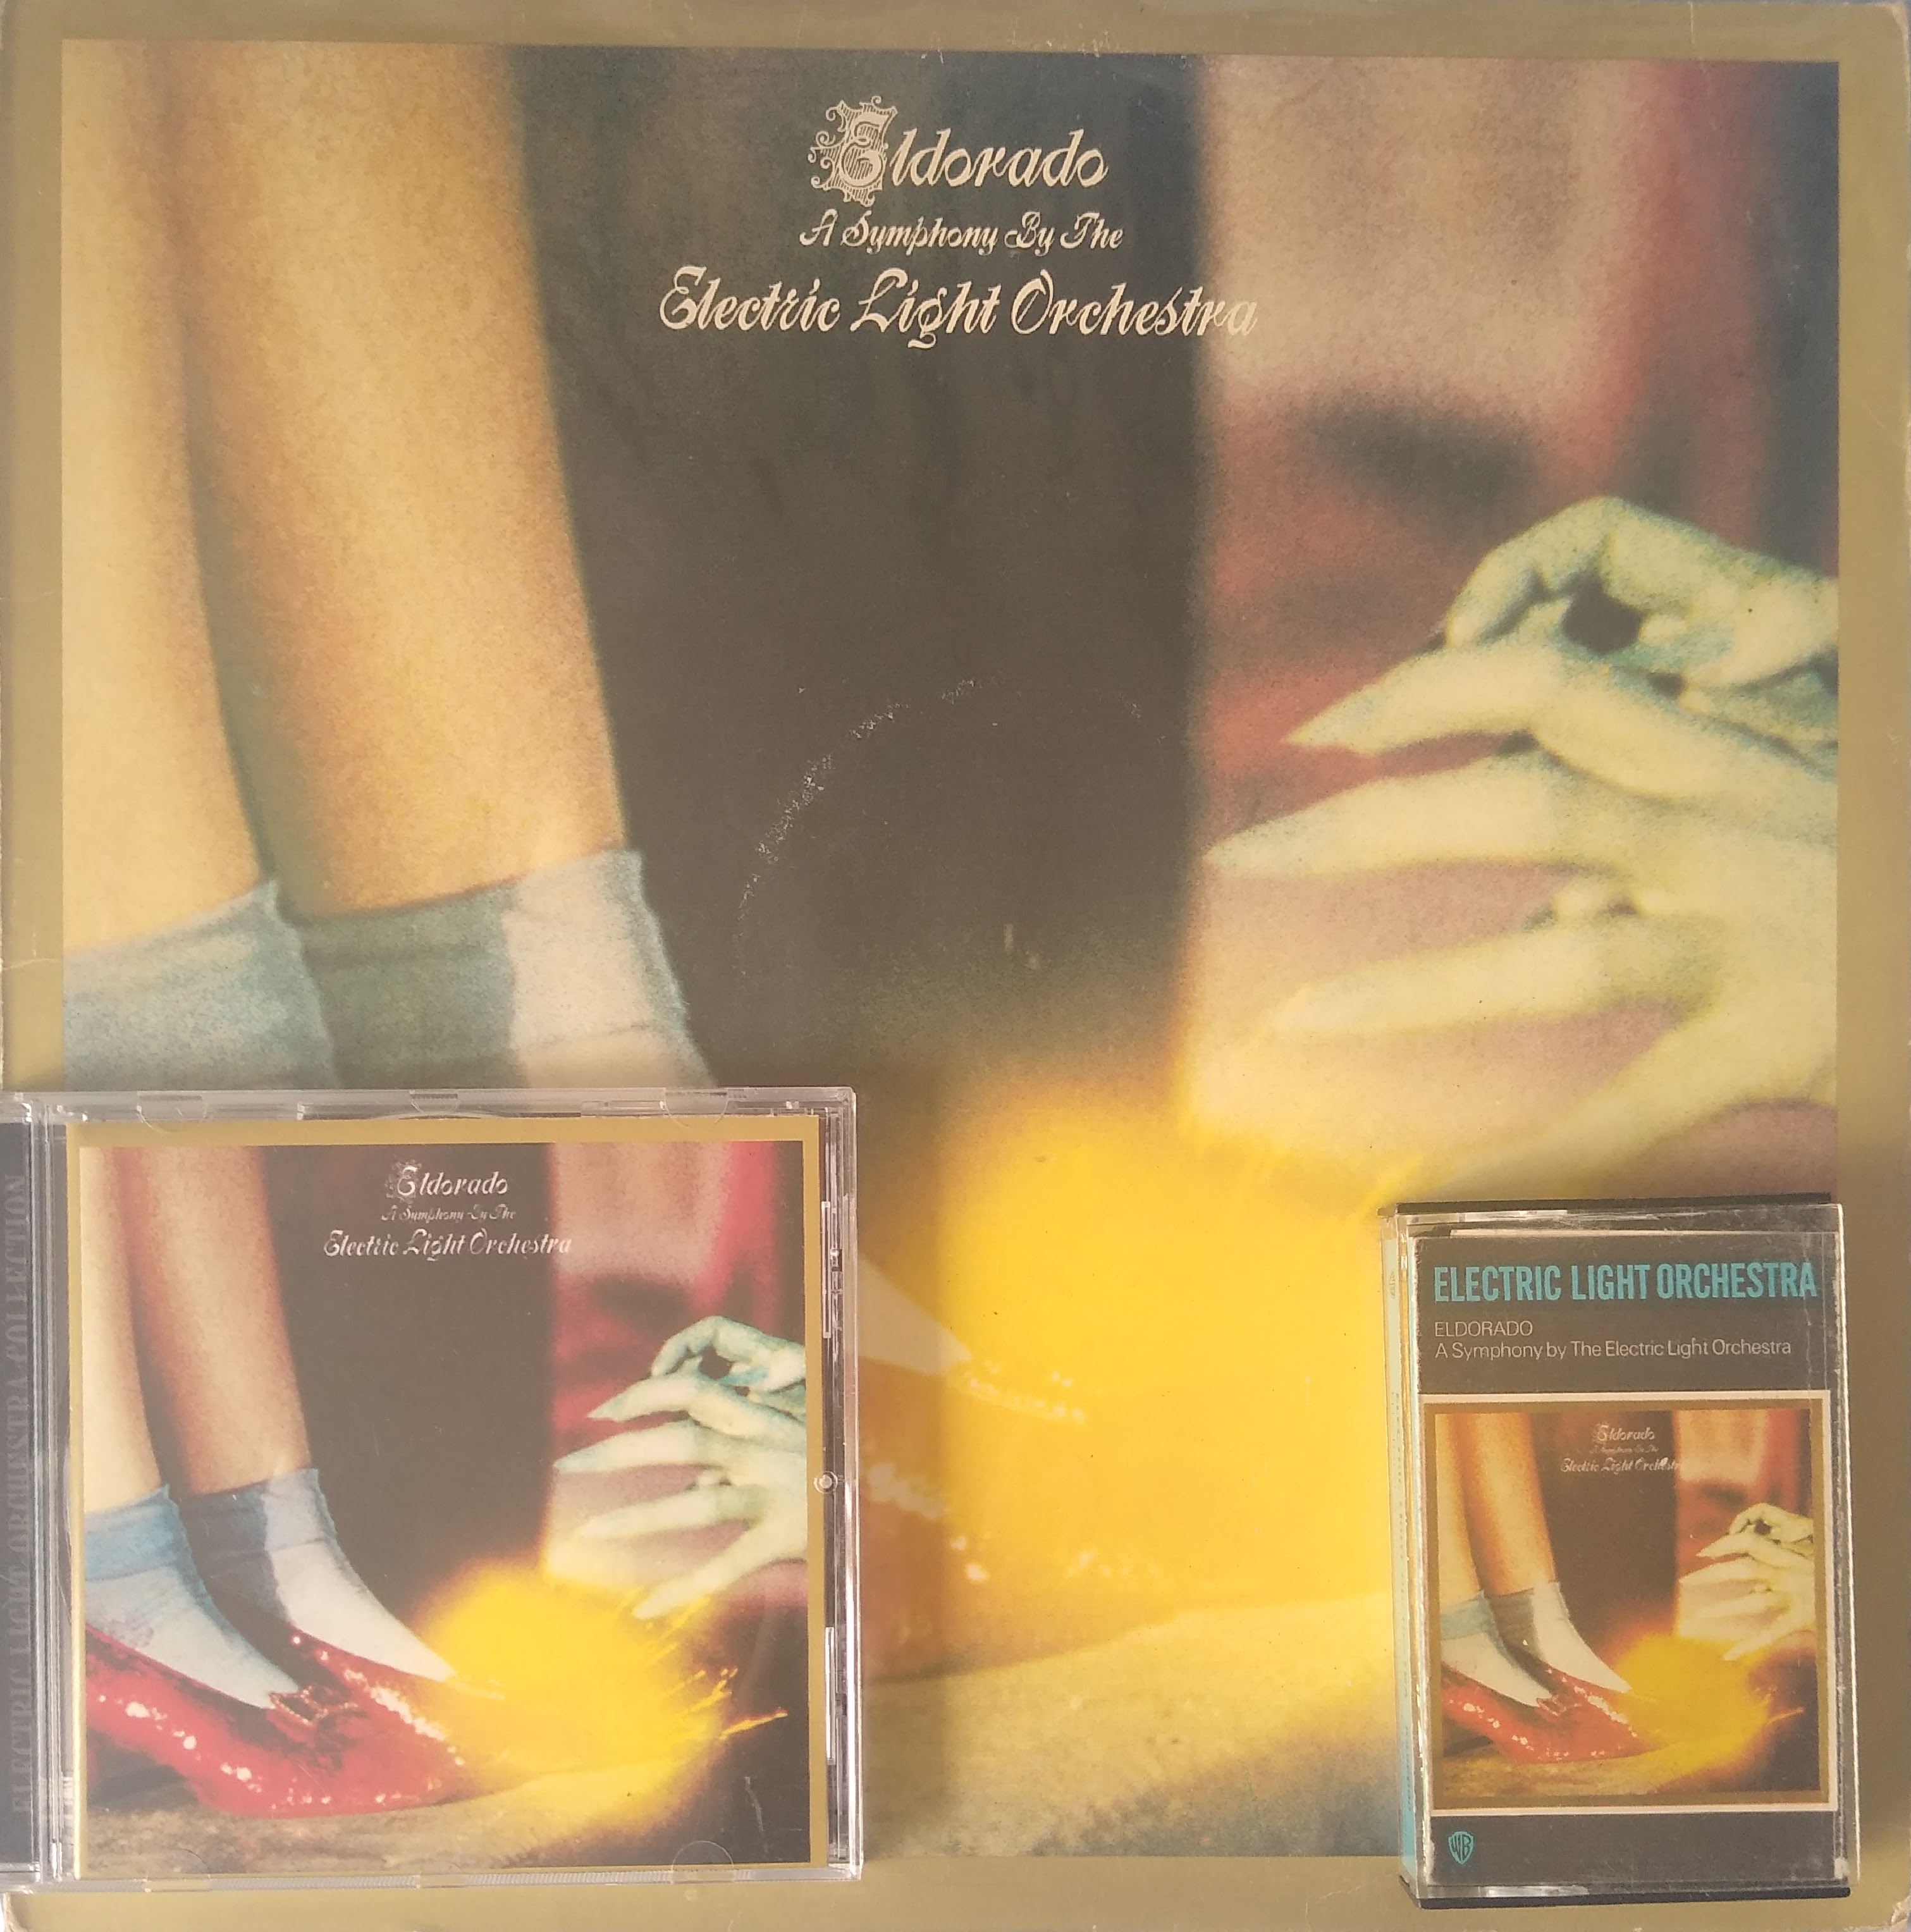 Eldorado
A Symphony By The
Electric Light Orchestra
ELECTRIC LIGHT ORCHESTRA COLLECTION
Eldorado
A Symphony By The
Electric Light Orchestra
ELECTRIC LIGHT ORCHESTRA
ELDORADO
A Symphony by The Electric Light Orchestra
Eldorado
A Symphony By The
Electric Light Orchestra
WB